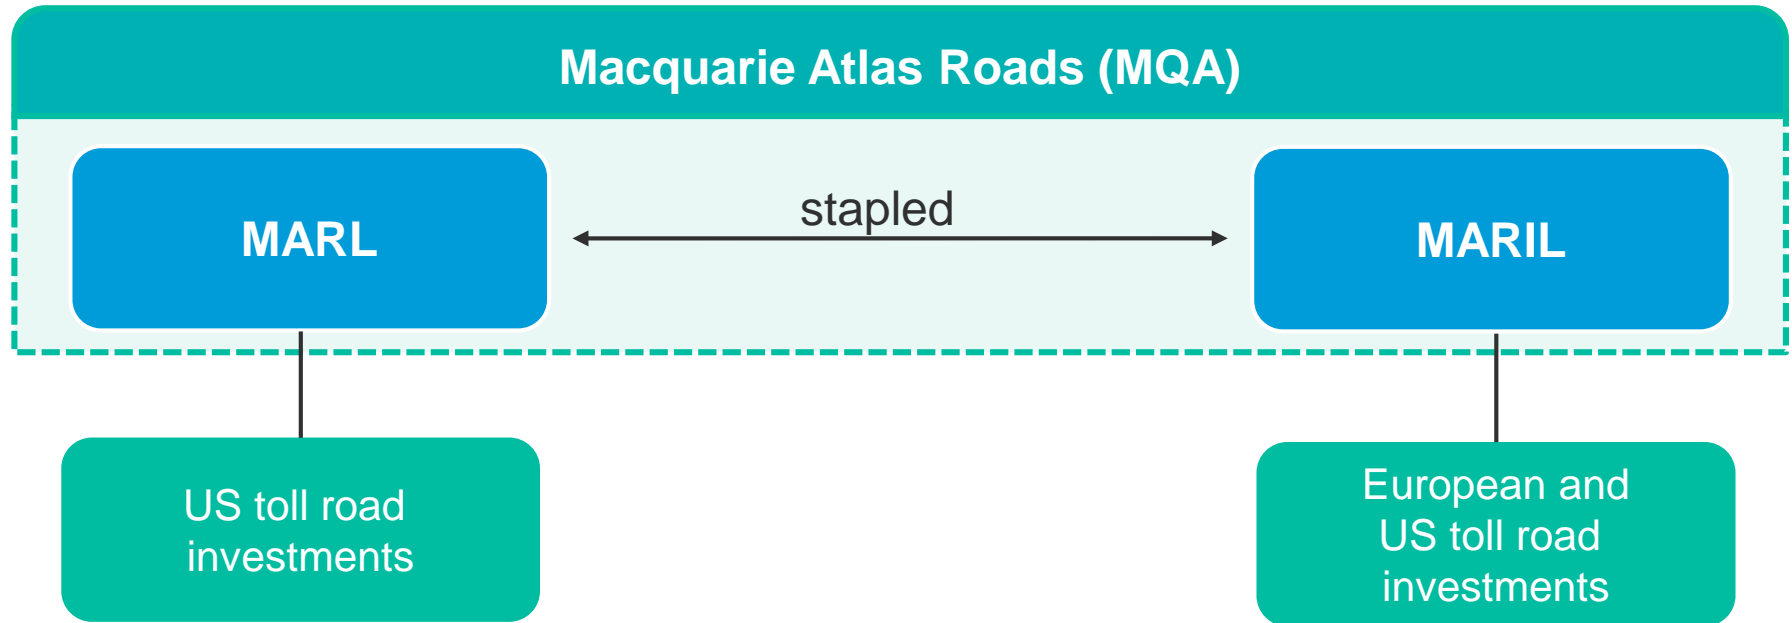 Macquarie Atlas Roads (MQA)
stapled
MARL
MARIL
US toll road
investments
European and
US toll road
investments